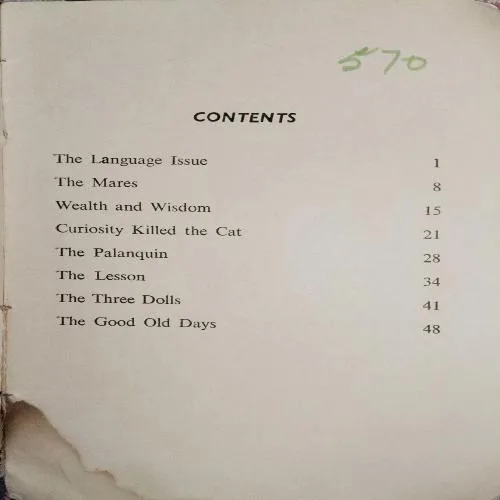 570
CONTENTS
The Language Issue 1
The Mares 8
Wealth and Wisdom 15
Curiosity Killed the Cat 21
The Palanquin 28
The Lesson 34
The Three Dolls 41
The Good Old Days 48